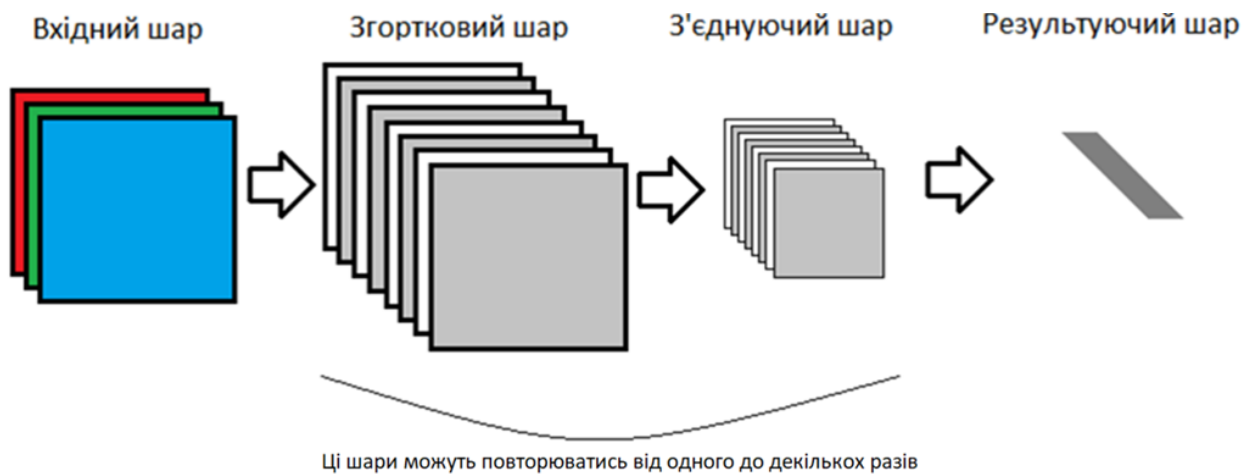 Вхідний шар
Згортковий шар
З'єднуючий шар
Результуючий шар
Ці шари можуть повторюватись від одного до декількох разів